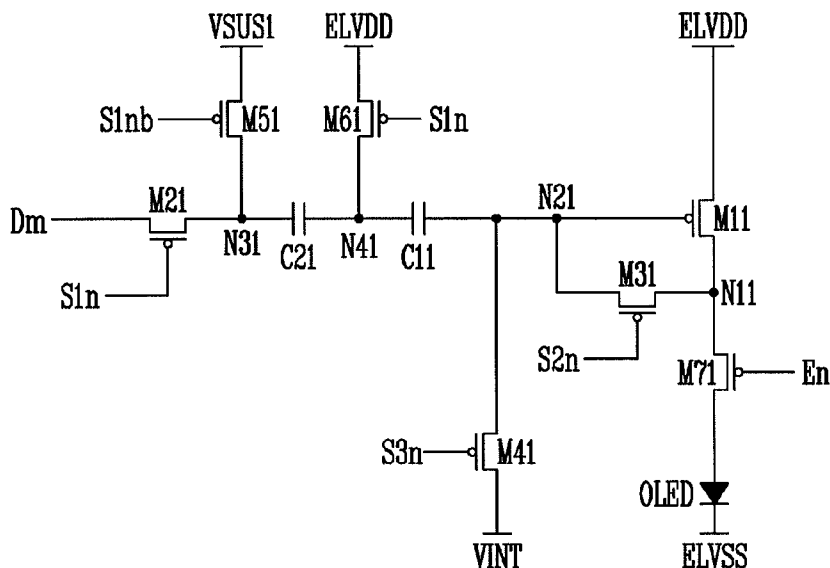 VSUS1 ELVDD ELVDD
S1nb M51 M61 S1n
M21 N21
Dm M11
N31 C21 N41 C11
M31 N11
S1n
S2n M71 En
S3n M41
OLED
VINT ELVSS